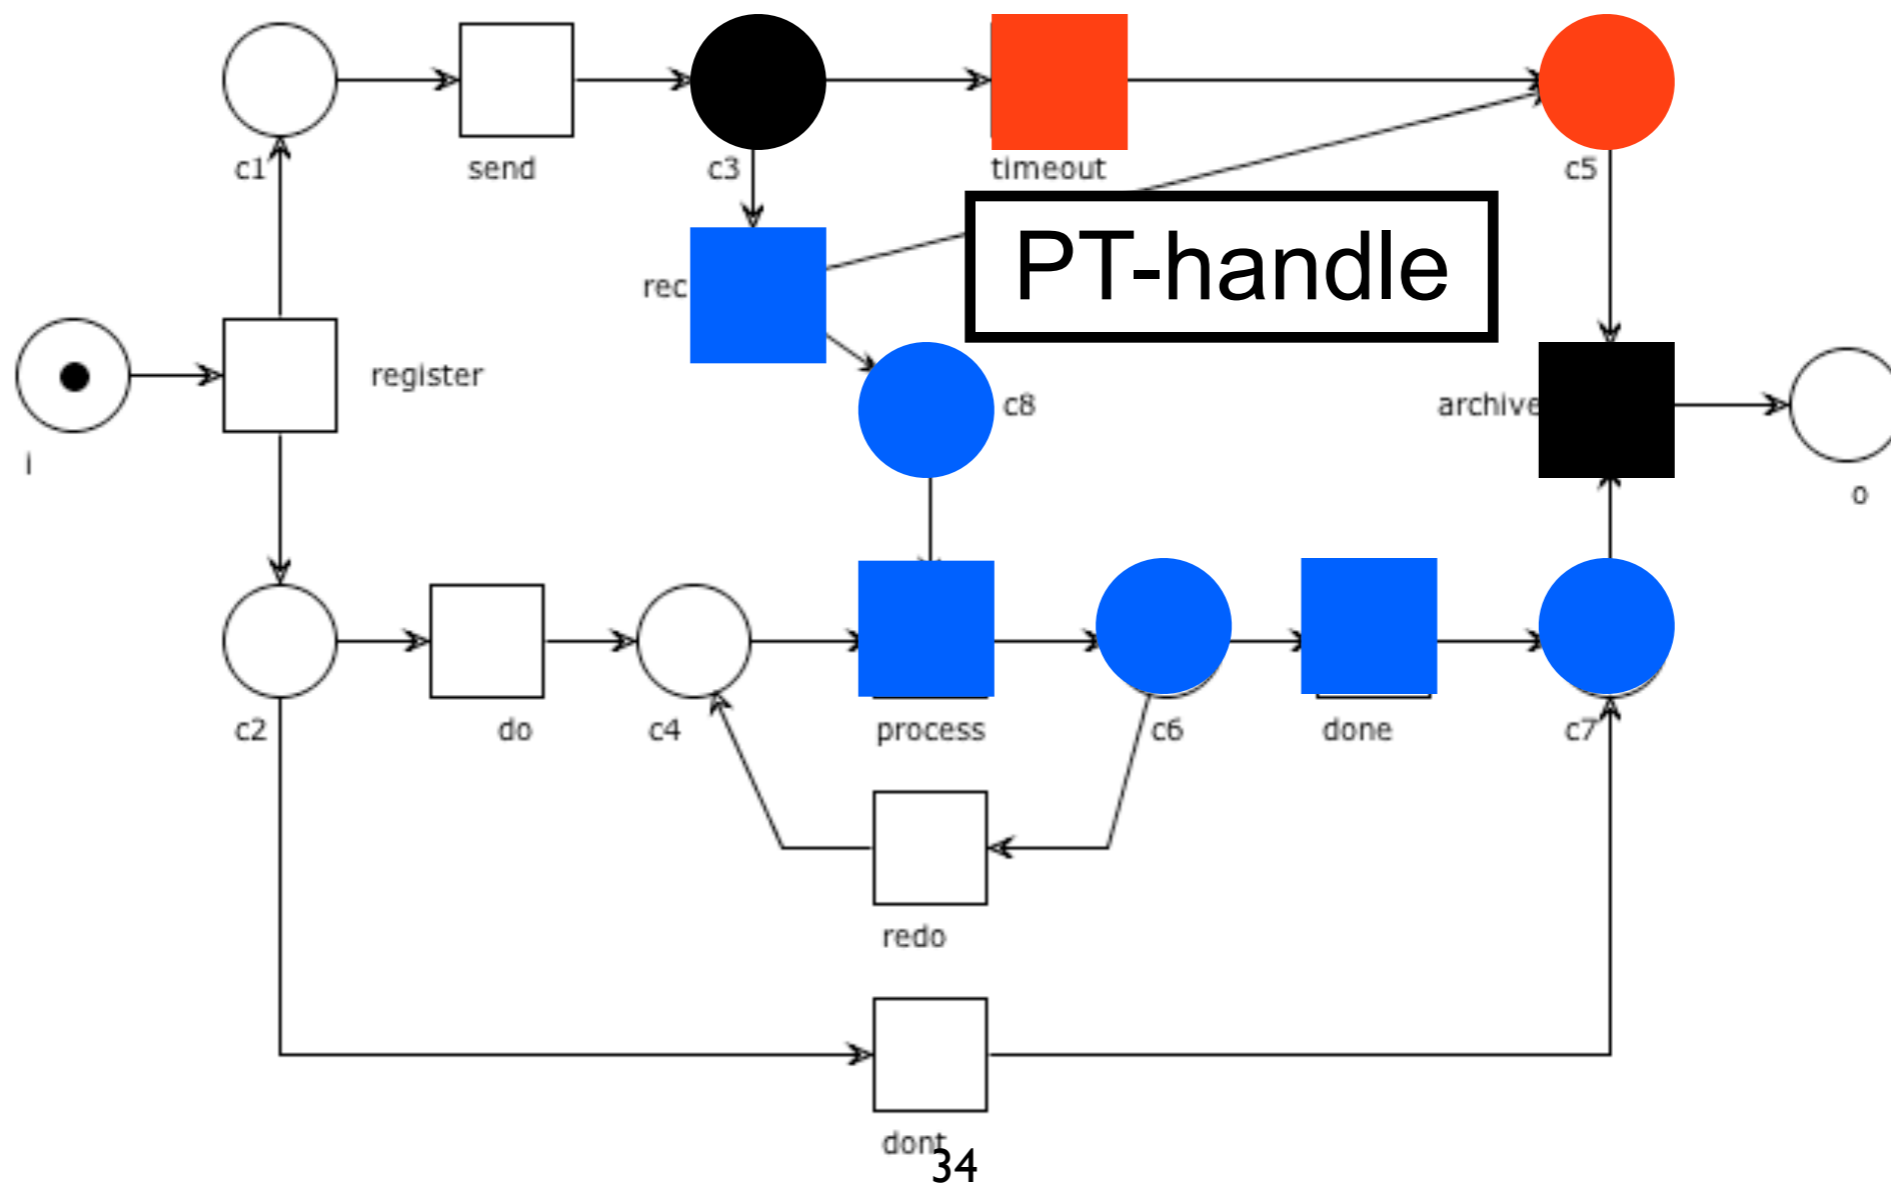 c1
send
c3
timeout
c5
PT-handle
rec
register
c8
archive
i
o
c2
do
c4
process
c6
done
c7
redo
dont
34